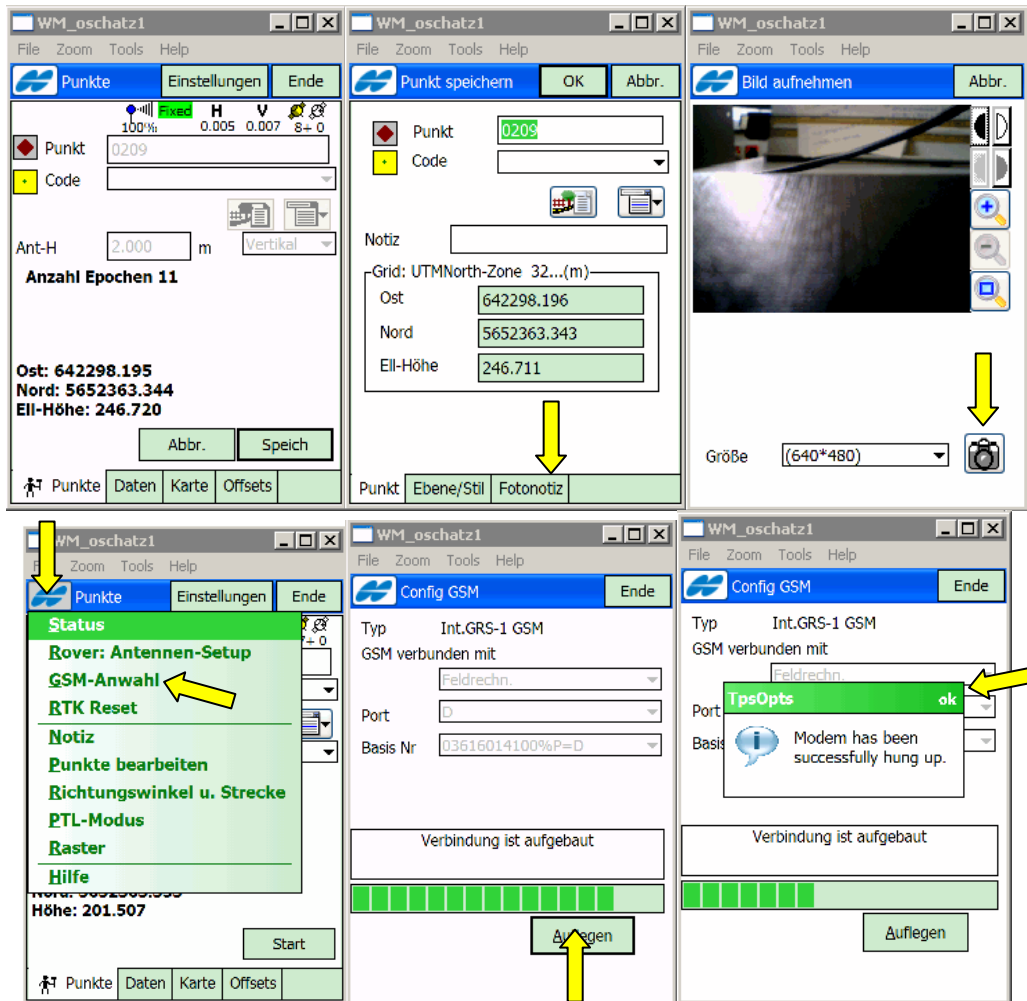 WM_oschatz1
File Zoom Tools Help
Punkte Einstellungen Ende
Fixed H V
100% 0.005 0.007 8+ 0
Punkt 0209
Code
Ant-H 2.000 m Vertikal
Anzahl Epochen 11
Ost: 642298.195
Nord: 5652363.344
Ell-Höhe: 246.720
Abbr. Speich
Punkte Daten Karte Offsets
WM_oschatz1
File Zoom Tools Help
Punkt speichern OK Abbr.
Punkt 0209
Code
Notiz
Grid: UTMNorth-Zone 32...(m)
Ost 642298.196
Nord 5652363.343
Ell-Höhe 246.711
Punkt Ebene/Stil Fotonotiz
WM_oschatz1
File Zoom Tools Help
Bild aufnehmen Abbr.
Größe (640*480)
WM_oschatz1
Zoom Tools Help
Punkte Einstellungen Ende
Status
Rover: Antennen-Setup
GSM-Anwahl
RTK Reset
Notiz
Punkte bearbeiten
Richtungswinkel u. Strecke
PTL-Modus
Raster
Hilfe
Höhe: 201.507
Start
Punkte Daten Karte Offsets
WM_oschatz1
File Zoom Tools Help
Config GSM Ende
Typ Int.GRS-1 GSM
GSM verbunden mit
Feldrechn.
Port D
Basis Nr 03616014100%P=D
Verbindung ist aufgebaut
Auflegen
WM_oschatz1
File Zoom Tools Help
Config GSM Ende
Typ Int.GRS-1 GSM
GSM verbunden mit
Feldrechn.
Port
Basis
TpsOpts ok
Modem has been
successfully hung up.
Verbindung ist aufgebaut
Auflegen